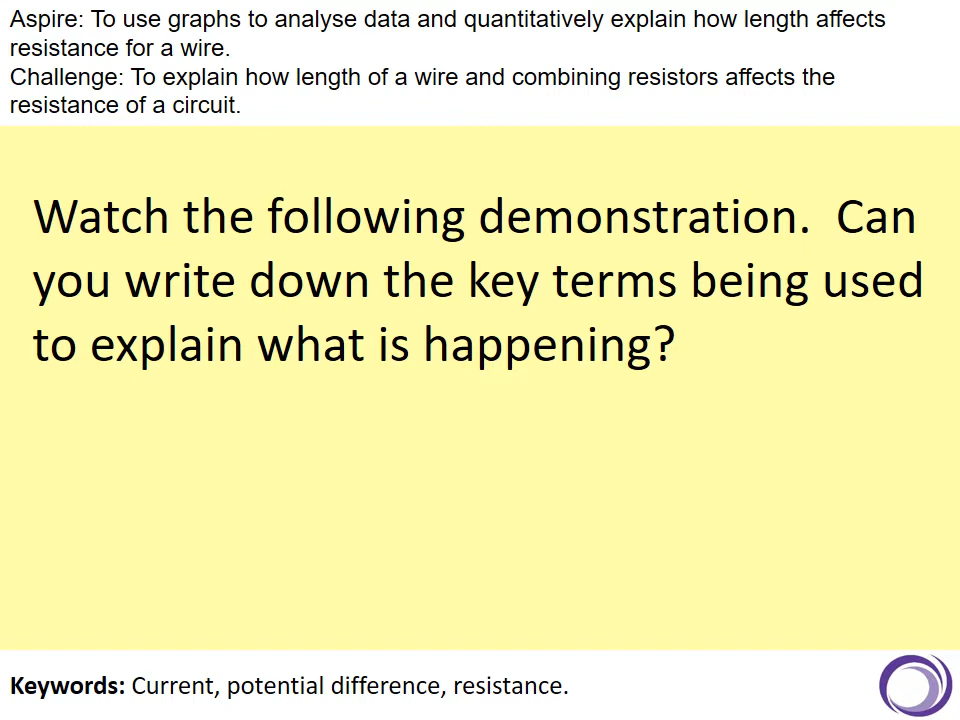 Aspire: To use graphs to analyse data and quantitatively explain how length affects
resistance for a wire.
Challenge: To explain how length of a wire and combining resistors affects the
resistance of a circuit.
Watch the following demonstration.  Can
you write down the key terms being used
to explain what is happening?
Keywords: Current, potential difference, resistance.